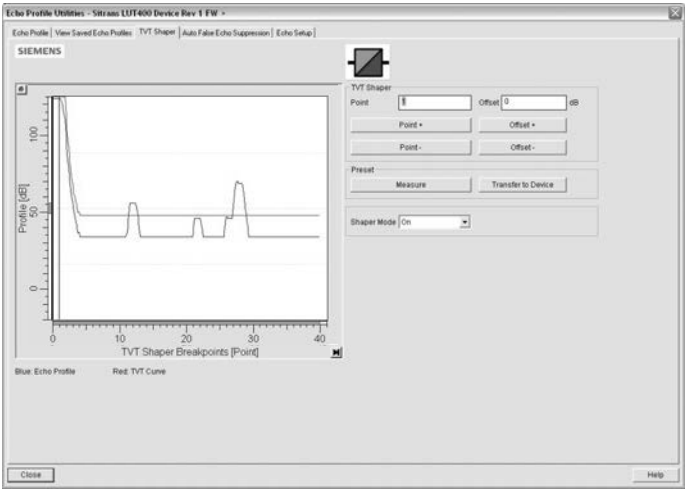 Echo Profile Utilities - Sitrans LUT400 Device Rev 1-FW
Echo Profile | View Saved Echo Profiles | TVT Shaper | Auto False Echo Suppression | Echo Setup
SIEMENS
TVT Shaper
Point 1 Offset 0 dB
Point + Offset +
Point - Offset -
Preset
Measure Transfer to Device
Shaper Mode On
Profile [dB]
100
50
0
0 10 20 30 40
TVT Shaper Breakpoints [Point]
Blue: Echo Profile Red: TVT Curve
Close Help